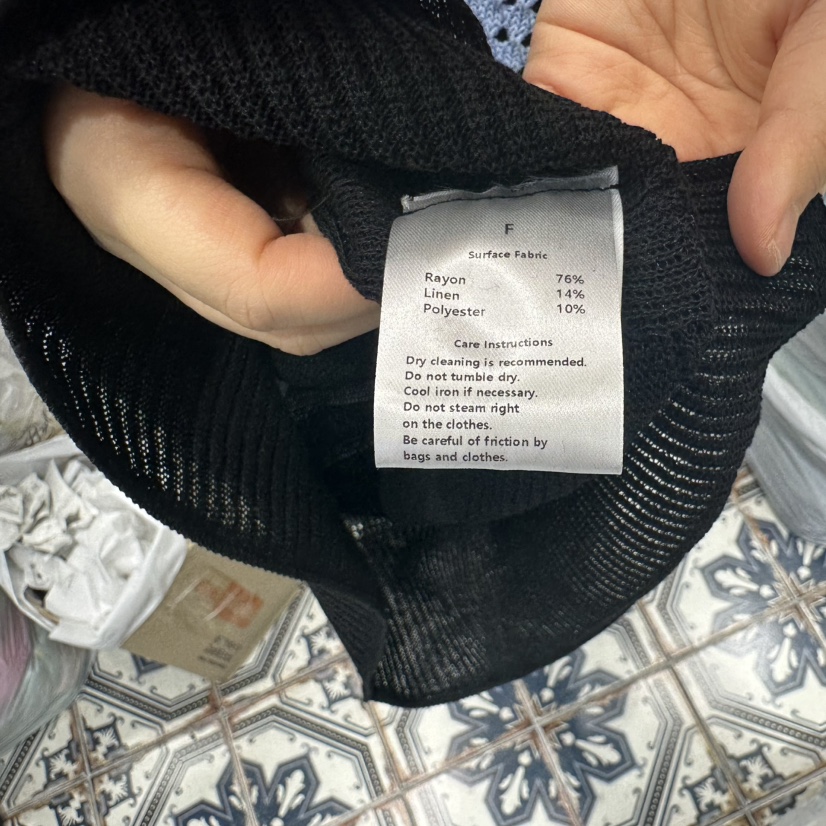 F
Surface Fabric
Rayon 76%
Linen 14%
Polyester 10%
Care Instructions
Dry cleaning is recommended.
Do not tumble dry.
Cool iron if necessary.
Do not steam right
on the clothes.
Be careful of friction by
bags and clothes.